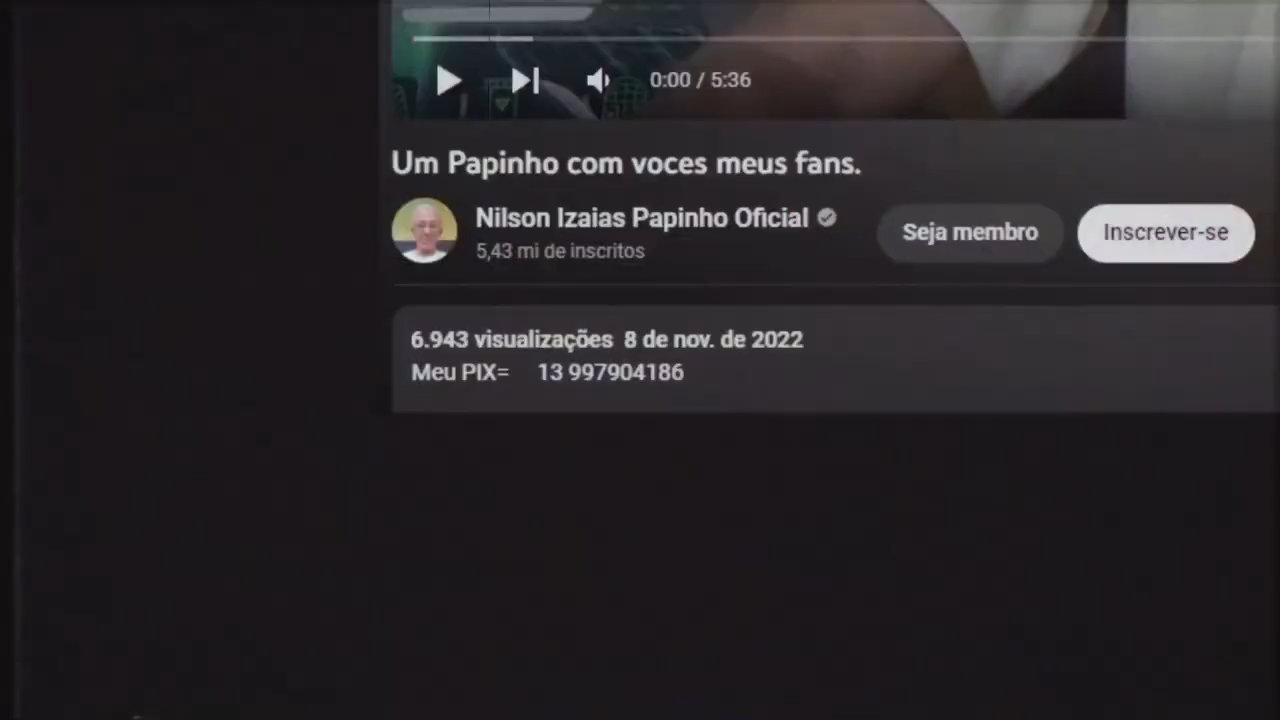 0:00 / 5:36
Um Papinho com voces meus fans.
Nilson Izaias Papinho Oficial
5,43 mi de inscritos
Seja membro
Inscrever-se
6.943 visualizações 8 de nov. de 2022
Meu PIX= 13 997904186